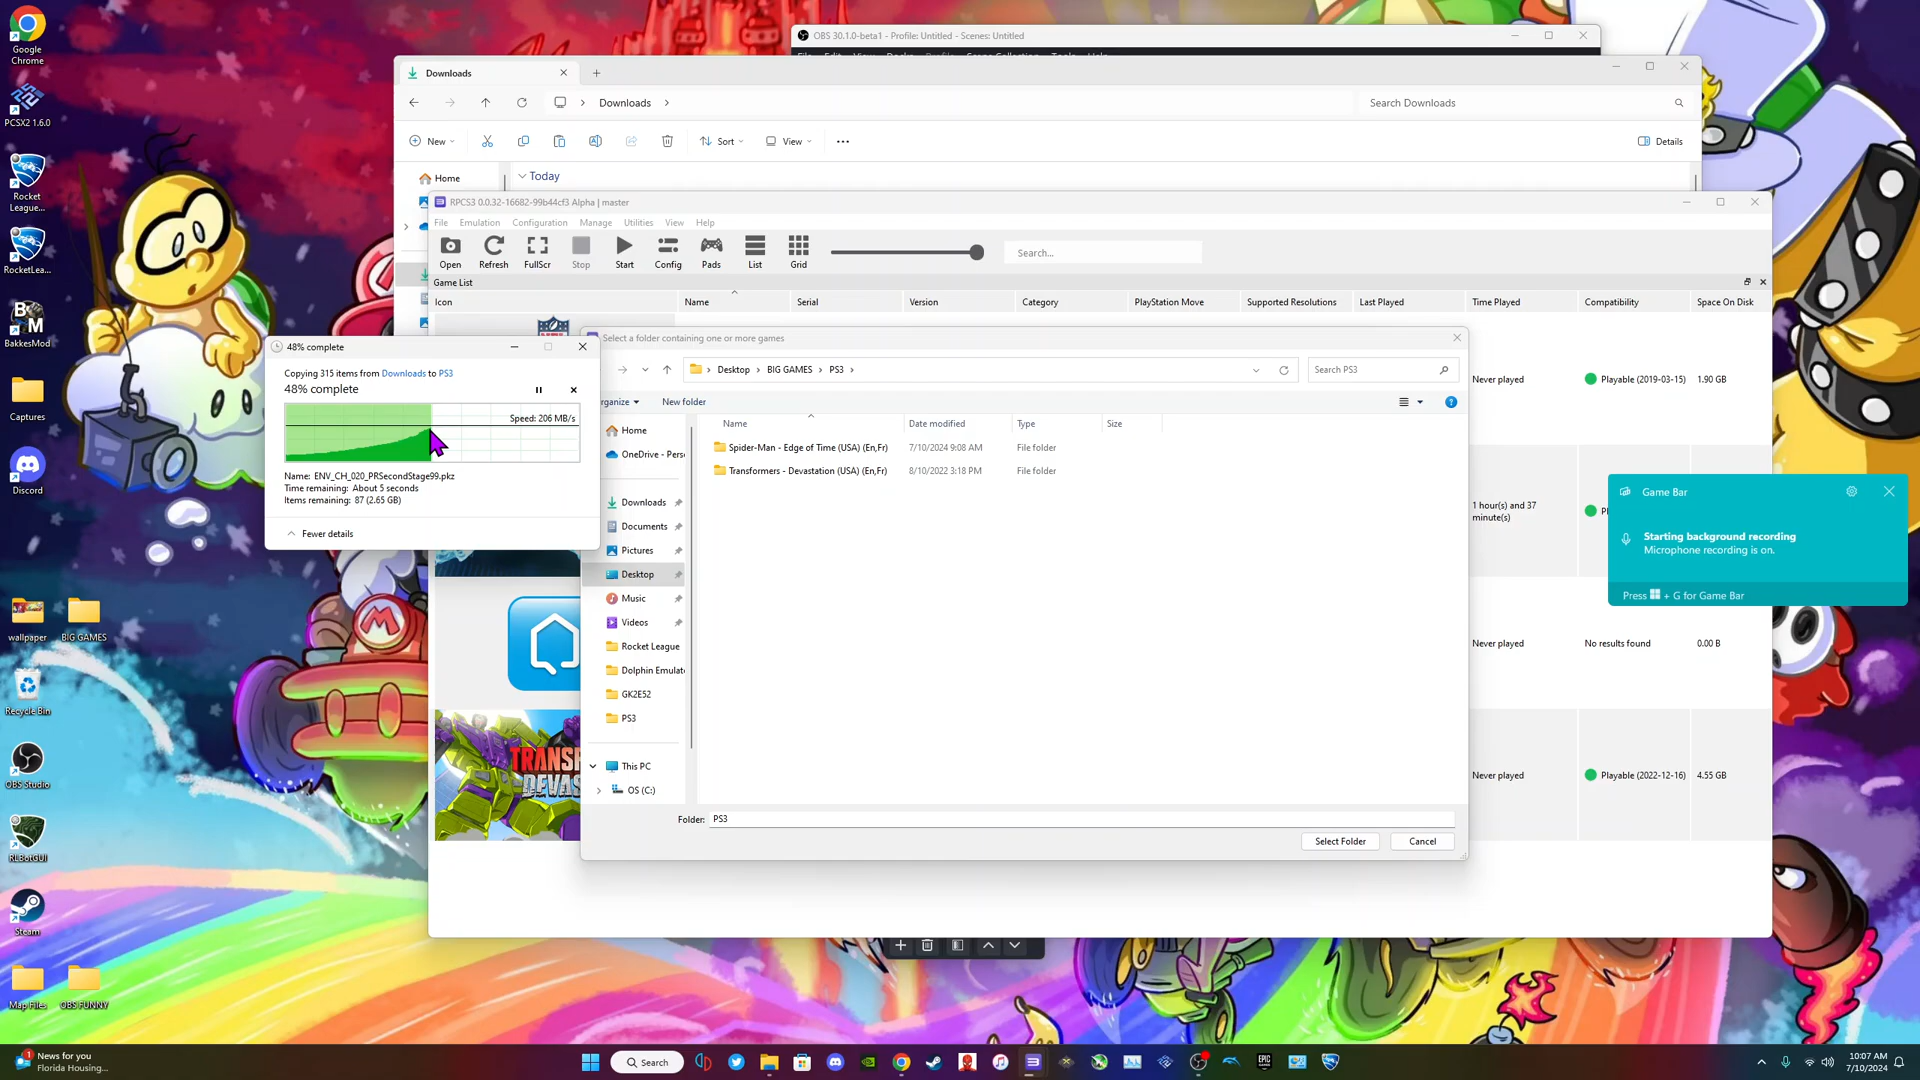 Google
Chrome
PCSX2 1.6.0
Rocket
League...
RocketLea...
BakkesMod
Captures
Discord
wallpaper
BIG GAMES
Recycle Bin
OBS Studio
RLBotGUI
Steam
Map Files
OBS FUNNY
OBS 30.1.0-beta1 - Profile: Untitled - Scenes: Untitled
Downloads
Downloads
Search Downloads
New
Sort
View
Details
Home
Today
RPCS3 0.0.32-16682-99b44cf3 Alpha | master
File Emulation Configuration Manage Utilities View Help
Open Refresh FullScr Stop Start Config Pads List Grid
Search...
Game List
Icon Name Serial Version Category PlayStation Move Supported Resolutions Last Played Time Played Compatibility Space On Disk
Never played Playable (2019-03-15) 1.90 GB
1 hour(s) and 37
minute(s)
Never played No results found 0.00 B
Never played Playable (2022-12-16) 4.55 GB
48% complete
Copying 315 items from Downloads to PS3
48% complete
Speed: 206 MB/s
Name: ENV_CH_020_PRSecondStage99.pkz
Time remaining: About 5 seconds
Items remaining: 87 (2.65 GB)
Fewer details
Select a folder containing one or more games
Desktop BIG GAMES PS3
Search PS3
rganize New folder
Name Date modified Type Size
Spider-Man - Edge of Time (USA) (En,Fr) 7/10/2024 9:08 AM File folder
Transformers - Devastation (USA) (En,Fr) 8/10/2022 3:18 PM File folder
Home
OneDrive - Perso
Downloads
Documents
Pictures
Desktop
Music
Videos
Rocket League
Dolphin Emulato
GK2E52
PS3
This PC
OS (C:)
Folder: PS3
Select Folder Cancel
Game Bar
Starting background recording
Microphone recording is on.
Press + G for Game Bar
News for you
Florida Housing...
Search
10:07 AM
7/10/2024